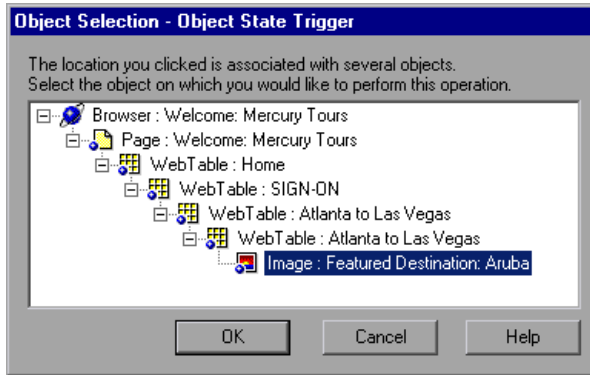 Object Selection - Object State Trigger
The location you clicked is associated with several objects.
Select the object on which you would like to perform this operation.
Browser : Welcome: Mercury Tours
Page : Welcome: Mercury Tours
WebTable : Home
WebTable : SIGN-ON
WebTable : Atlanta to Las Vegas
WebTable : Atlanta to Las Vegas
Image : Featured Destination: Aruba
OK Cancel Help